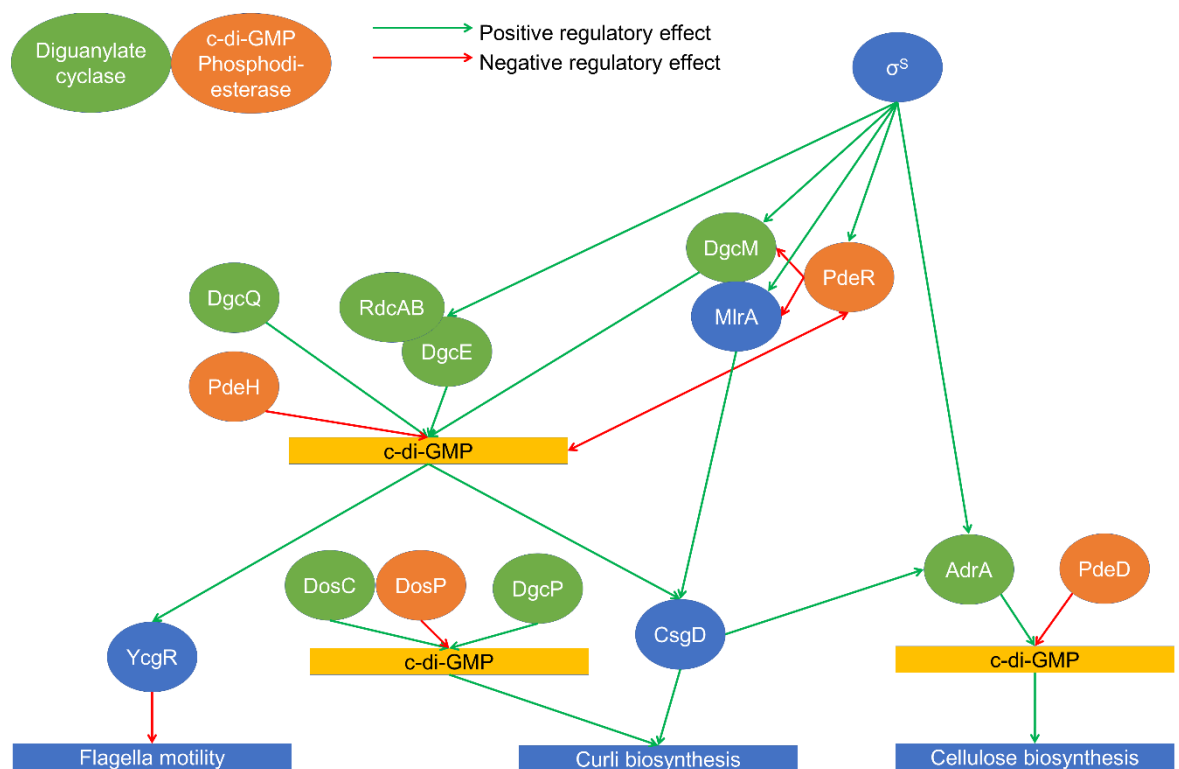 Diguanylate
cyclase
c-di-GMP
Phosphodi-
esterase
Positive regulatory effect
Negative regulatory effect
σˢ
DgcM
PdeR
DgcQ
RdcAB
MlrA
DgcE
PdeH
c-di-GMP
DosC
DosP
DgcP
AdrA
PdeD
CsgD
YcgR
c-di-GMP
c-di-GMP
Flagella motility
Curli biosynthesis
Cellulose biosynthesis